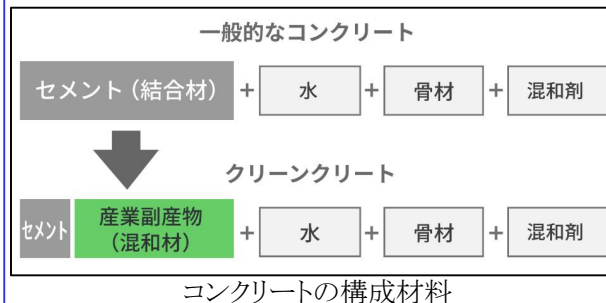 一般的なコンクリート
セメント（結合材） + 水 + 骨材 + 混和剤
クリーンクリート
セメント 産業副産物 + 水 + 骨材 + 混和剤
（混和材）
コンクリートの構成材料